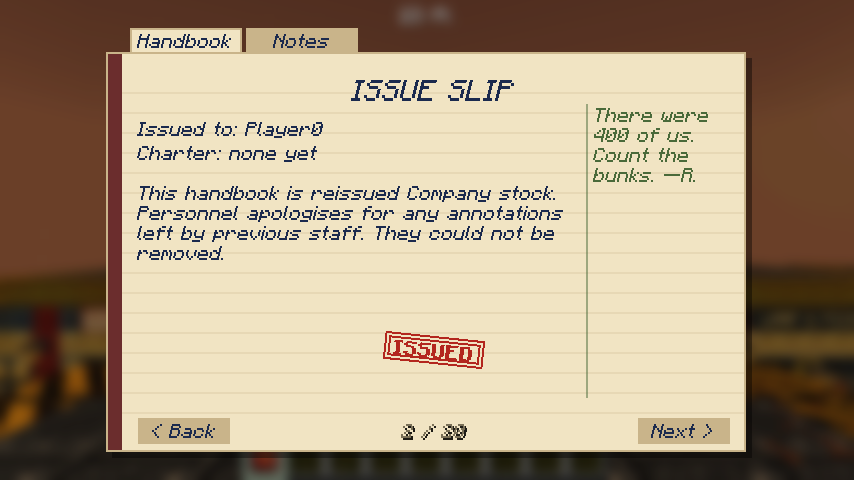 Handbook
Notes
ISSUE SLIP
Issued to: Player0
Charter: none yet
This handbook is reissued Company stock.
Personnel apologises for any annotations
left by previous staff. They could not be
removed.
There were
400 of us.
Count the
bunks. —R.
ISSUED
< Back
2 / 20
Next >